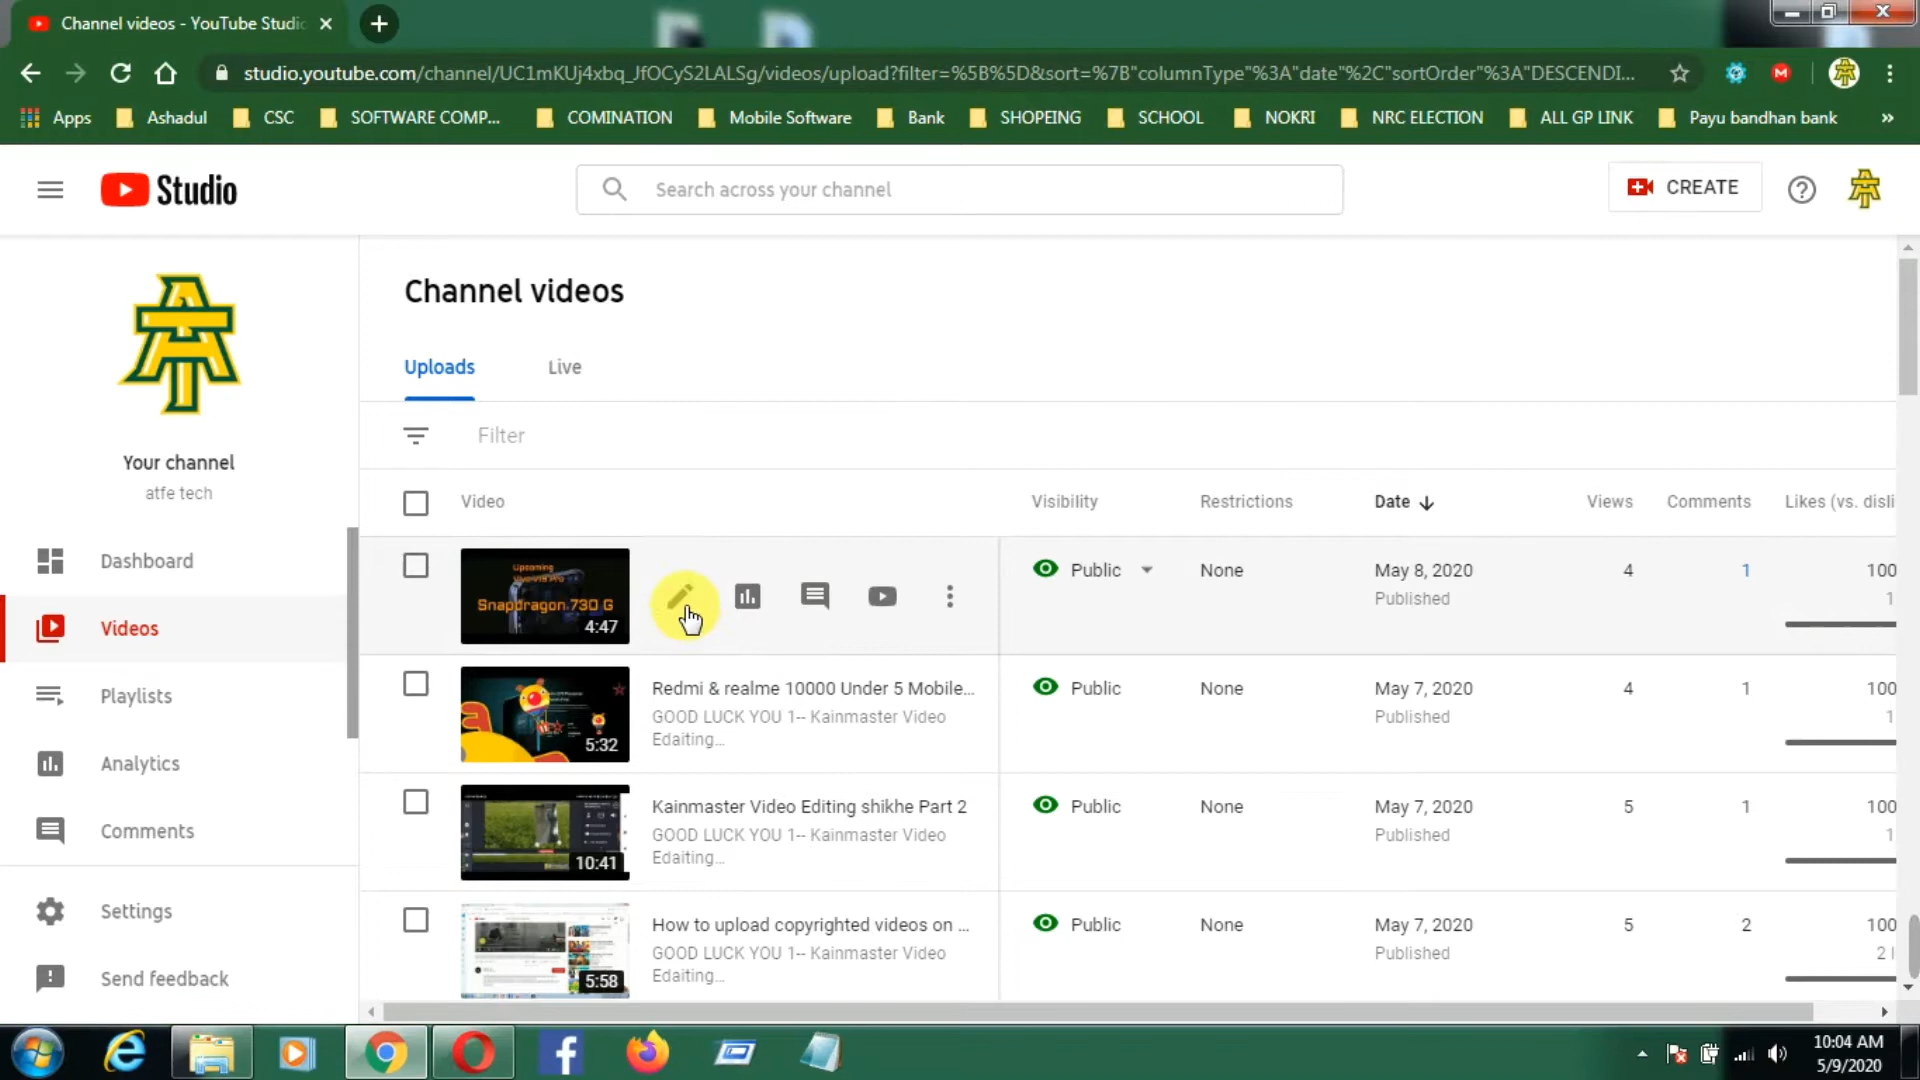 Channel videos - YouTube Studio
studio.youtube.com/channel/UC1mKUj4xbq_JfOCyS2LALSg/videos/upload?filter=%5B%5D&sort=%7B"columnType"%3A"date"%2C"sortOrder"%3A"DESCENDI...
Apps Ashadul CSC SOFTWARE COMP... COMINATION Mobile Software Bank SHOPEING SCHOOL NOKRI NRC ELECTION ALL GP LINK Payu bandhan bank »
Studio
Search across your channel
CREATE
Your channel
atfe tech
Dashboard
Videos
Playlists
Analytics
Comments
Settings
Send feedback
Channel videos
Uploads Live
Filter
Video Visibility Restrictions Date Views Comments Likes (vs. disli
Upcoming
Vivo V19 Pro
Snapdragon 730 G
4:47
Public None May 8, 2020 4 1 100
Published 1
5:32
Redmi & realme 10000 Under 5 Mobile... Public None May 7, 2020 4 1 100
GOOD LUCK YOU 1-- Kainmaster Video Published 1
Edaiting...
10:41
Kainmaster Video Editing shikhe Part 2 Public None May 7, 2020 5 1 100
GOOD LUCK YOU 1-- Kainmaster Video Published 1
Edaiting...
5:58
How to upload copyrighted videos on ... Public None May 7, 2020 5 2 100
GOOD LUCK YOU 1-- Kainmaster Video Published 2 l
Edaiting...
10:04 AM
5/9/2020